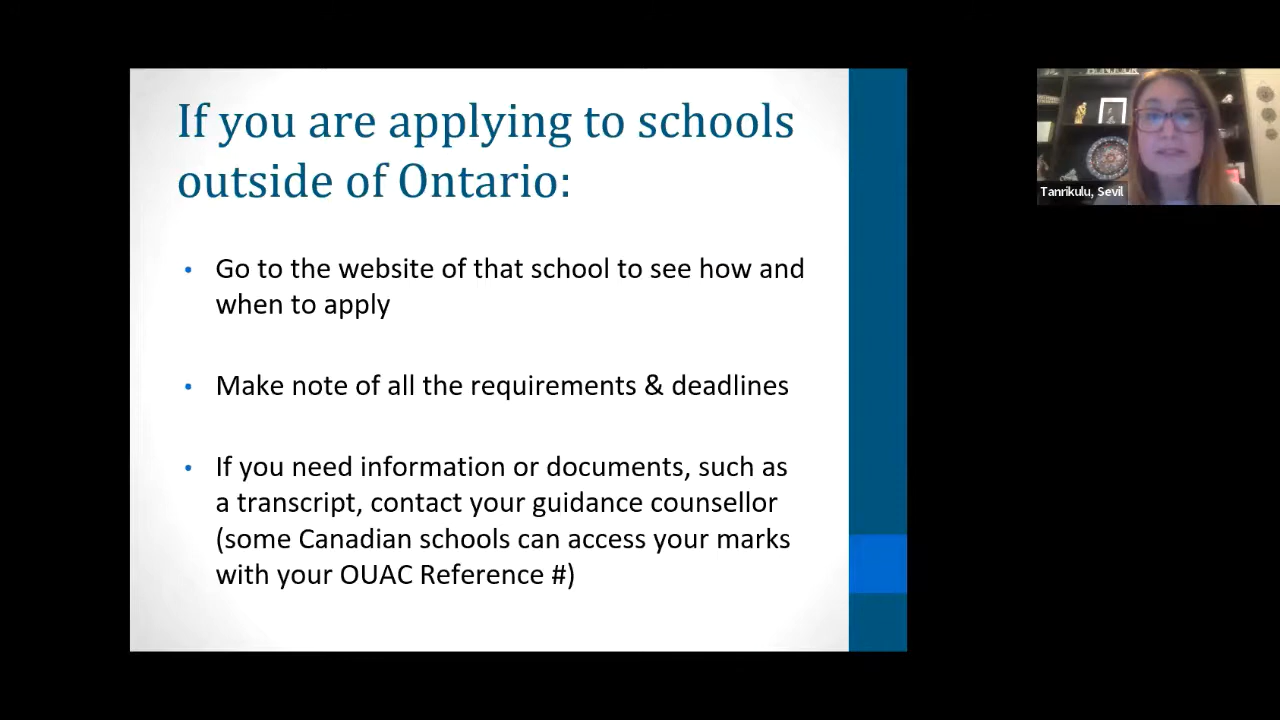 If you are applying to schools
outside of Ontario:
• Go to the website of that school to see how and
when to apply
• Make note of all the requirements & deadlines
• If you need information or documents, such as
a transcript, contact your guidance counsellor
(some Canadian schools can access your marks
with your OUAC Reference #)
Tanrikulu, Sevil